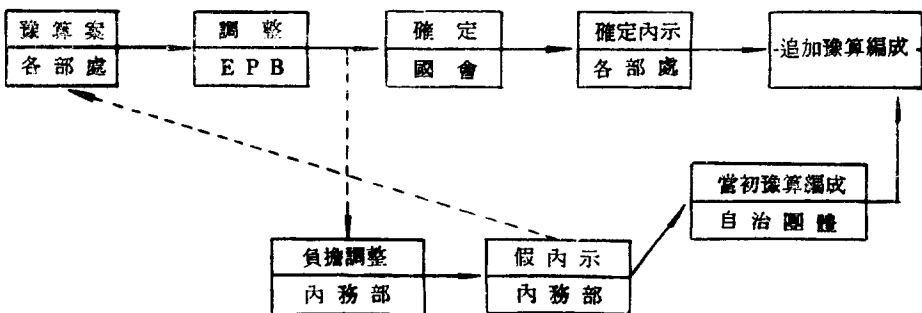 豫算案
各部處
調整
EPB
確定
國會
確定內示
各部處
追加豫算編成
當初豫算編成
自治團體
負擔調整
內務部
假內示
內務部